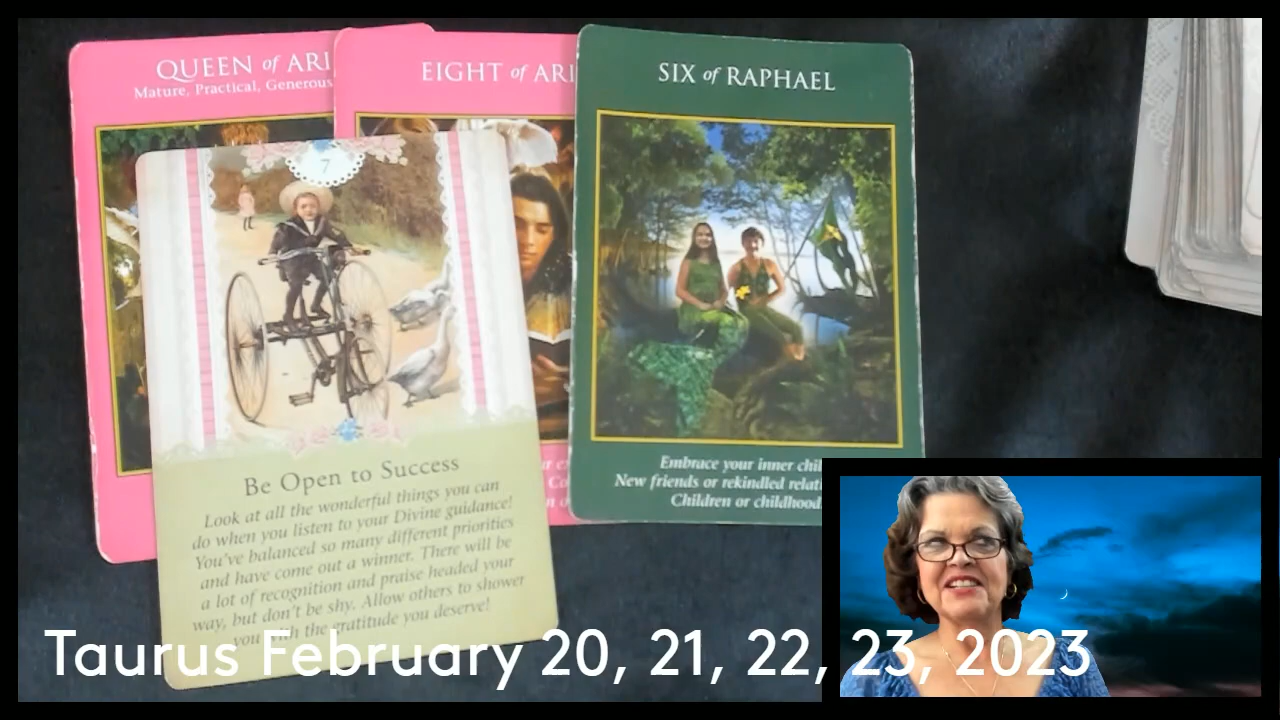 QUEEN of ARI
Mature, Practical, Generous
EIGHT of ARI
SIX of RAPHAEL
7
Embrace your inner chil
New friends or rekindled relat
Children or childhood
Be Open to Success
Look at all the wonderful things you can
do when you listen to your Divine guidance!
You've balanced so many different priorities
and have come out a winner. There will be
a lot of recognition and praise headed your
way, but don't be shy. Allow others to shower
you with the gratitude you deserve!
Taurus February 20, 21, 22, 23, 2023